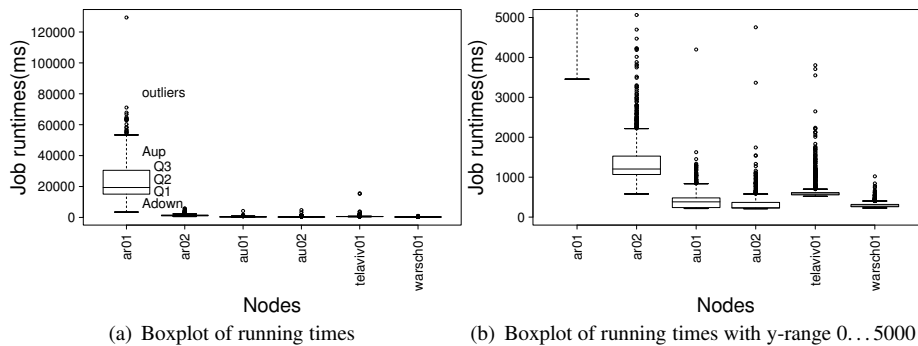 Job runtimes(ms)
120000
100000
80000
60000
40000
20000
0
outliers
Aup
Q3
Q2
Q1
Adown
ar01
ar02
au01
au02
telaviv01
warsch01
Nodes
(a) Boxplot of running times
Job runtimes(ms)
5000
4000
3000
2000
1000
0
ar01
ar02
au01
au02
telaviv01
warsch01
Nodes
(b) Boxplot of running times with y-range 0...5000